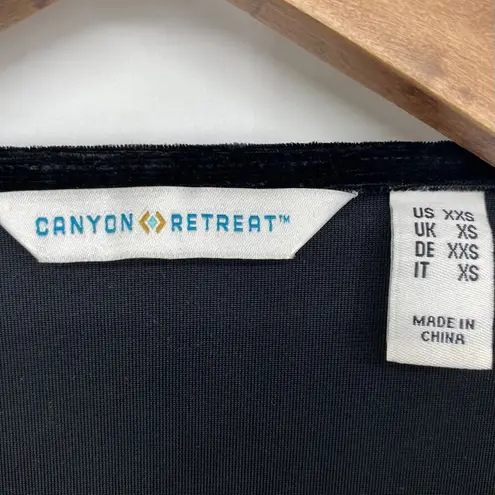 CANYON RETREAT™
US XXS
UK XS
DE XXS
IT XS
MADE IN
CHINA